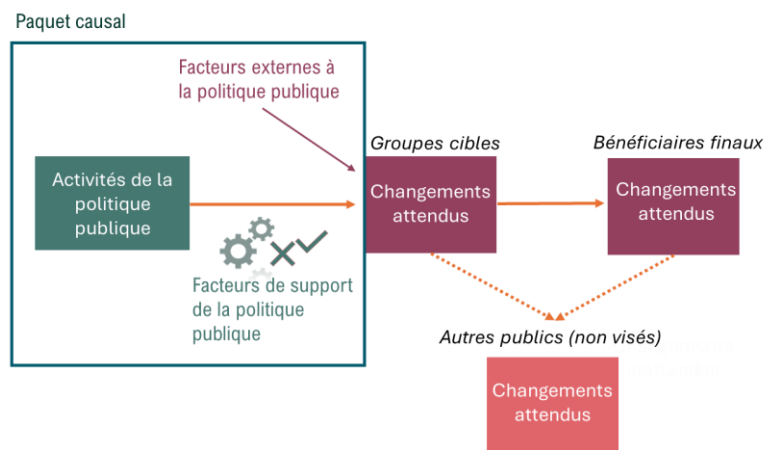 Paquet causal
Facteurs externes à
la politique publique
Groupes cibles
Bénéficiaires finaux
Activités de la
politique
publique
Changements
attendus
Changements
attendus
Facteurs de support
de la politique
publique
Autres publics (non visés)
Changements
attendus